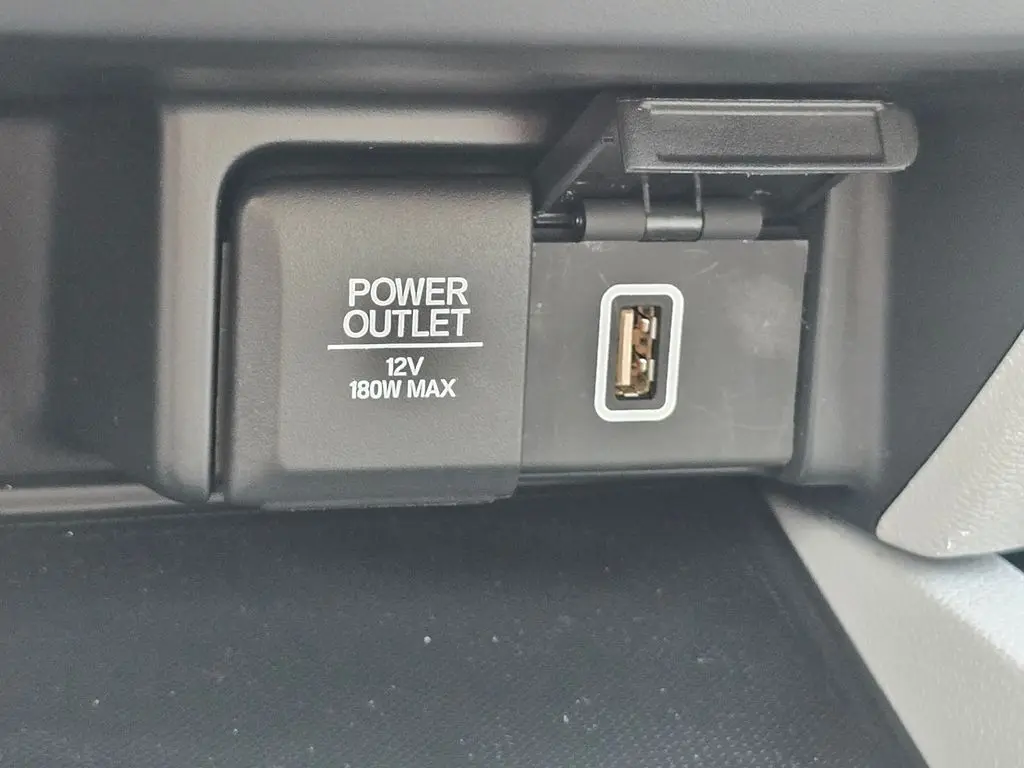 POWER
OUTLET
12V
180W MAX